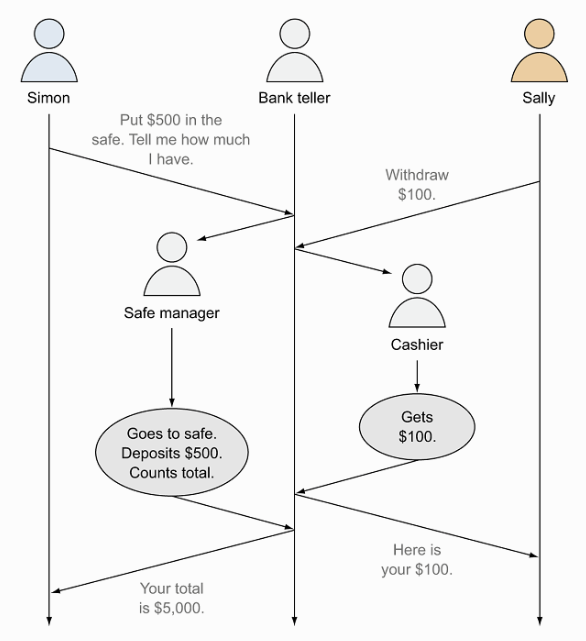 Simon
Bank teller
Sally
Put $500 in the
safe. Tell me how much
I have.
Withdraw
$100.
Safe manager
Cashier
Goes to safe.
Deposits $500.
Counts total.
Gets
$100.
Here is
your $100.
Your total
is $5,000.